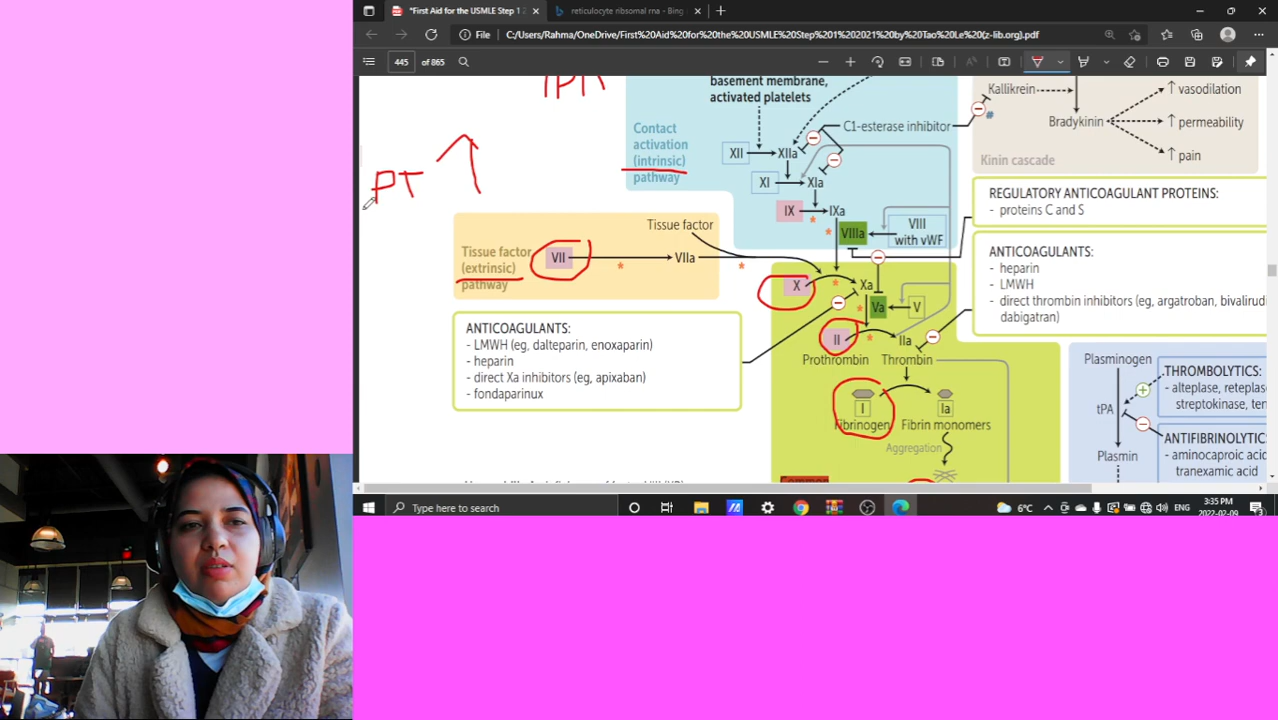 "First Aid for the USMLE Step 1 2
reticulocyte ribsomal rna - Bing
File C:/Users/Rahma/OneDrive/First%20Aid%20for%20the%20USMLE%20Step%201%202021%20by%20Tao%20Le%20(z-lib.org).pdf
445 of 865
PT
basement membrane,
activated platelets
Contact
activation
(intrinsic)
pathway
C1-esterase inhibitor
XII XIIa
XI XIa
IX IXa
VIIIa
VIII
with vWF
Kallikrein
Bradykinin
↑ vasodilation
↑ permeability
↑ pain
#
Kinin cascade
REGULATORY ANTICOAGULANT PROTEINS:
- proteins C and S
Tissue factor
(extrinsic)
pathway
Tissue factor
VII VIIa
*
*
*
*
X Xa
*
Va V
*
II IIa
*
Prothrombin Thrombin
I Ia
Fibrinogen Fibrin monomers
Aggregation
Common
ANTICOAGULANTS:
- heparin
- LMWH
- direct thrombin inhibitors (eg, argatroban, bivalirudi
dabigatran)
ANTICOAGULANTS:
- LMWH (eg, dalteparin, enoxaparin)
- heparin
- direct Xa inhibitors (eg, apixaban)
- fondaparinux
Plasminogen
tPA
Plasmin
THROMBOLYTICS:
- alteplase, reteplase
streptokinase, ten
ANTIFIBRINOLYTIC
- aminocaproic acid
tranexamic acid
Type here to search
6°C
ENG
3:35 PM
2022-02-09